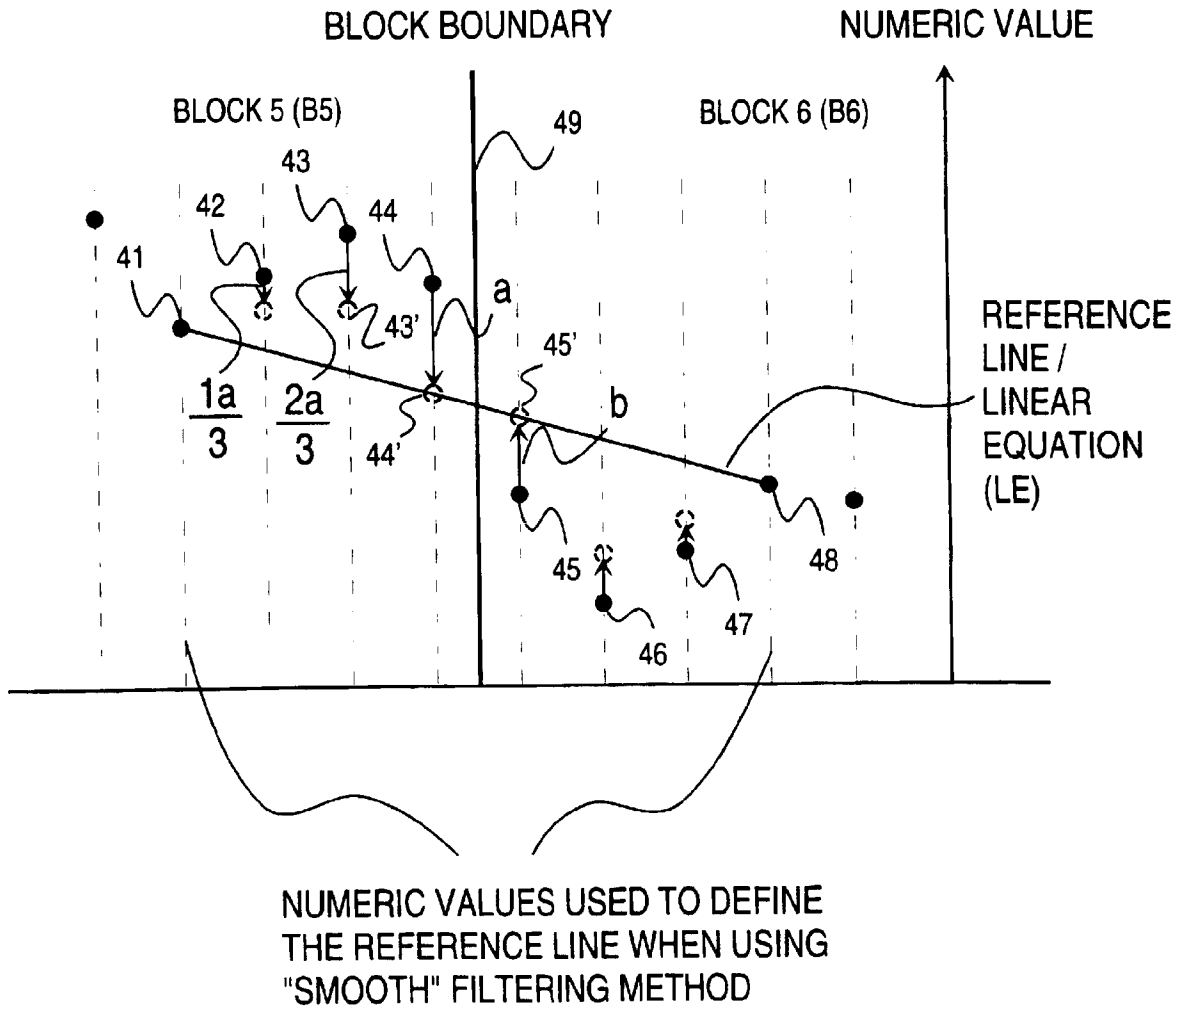 BLOCK BOUNDARY
NUMERIC VALUE
BLOCK 5 (B5)
BLOCK 6 (B6)
49
43
42
44
41
a
43'
45'
REFERENCE
LINE /
LINEAR
EQUATION
(LE)
1a
3
2a
3
b
44'
45
48
46
47
NUMERIC VALUES USED TO DEFINE
THE REFERENCE LINE WHEN USING
"SMOOTH" FILTERING METHOD